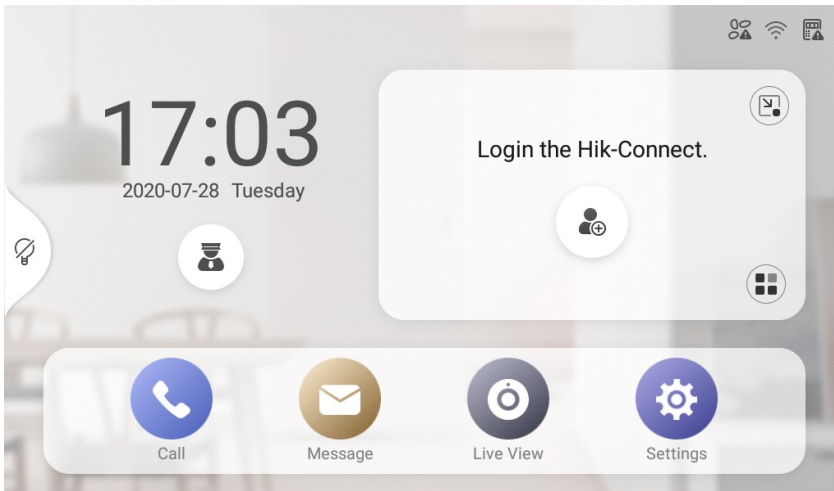 17:03
2020-07-28 Tuesday
Login the Hik-Connect.
Call
Message
Live View
Settings